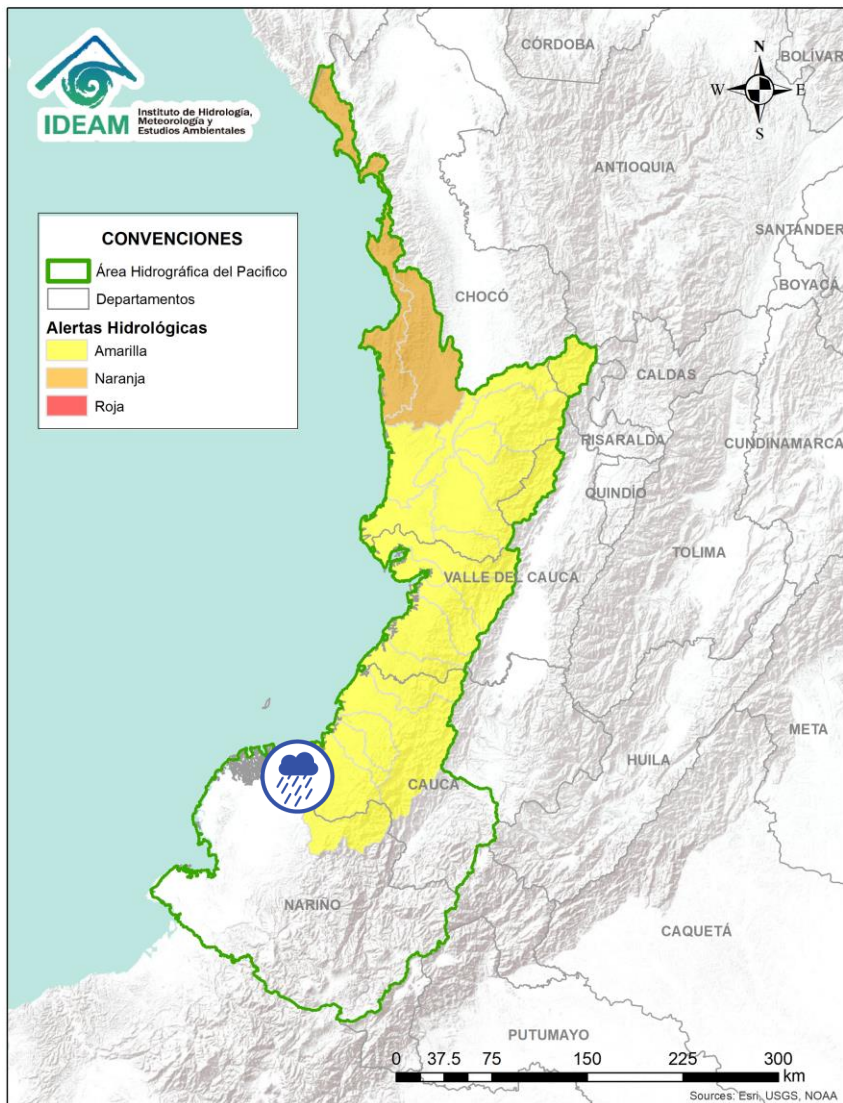 IDEAM
Instituto de Hidrología,
Meteorología y
Estudios Ambientales
CÓRDOBA
BOLÍVAR
N
W E
S
ANTIOQUIA
SANTANDER
BOYACÁ
CONVENCIONES
Área Hidrográfica del Pacifico
Departamentos
Alertas Hidrológicas
Amarilla
Naranja
Roja
CHOCÓ
CALDAS
RISARALDA
CUNDINAMARCA
QUINDÍO
TOLIMA
VALLE DEL CAUCA
META
HUILA
CAUCA
NARIÑO
CAQUETÁ
PUTUMAYO
0 37.5 75 150 225 300
km
Sources: Esri, USGS, NOAA